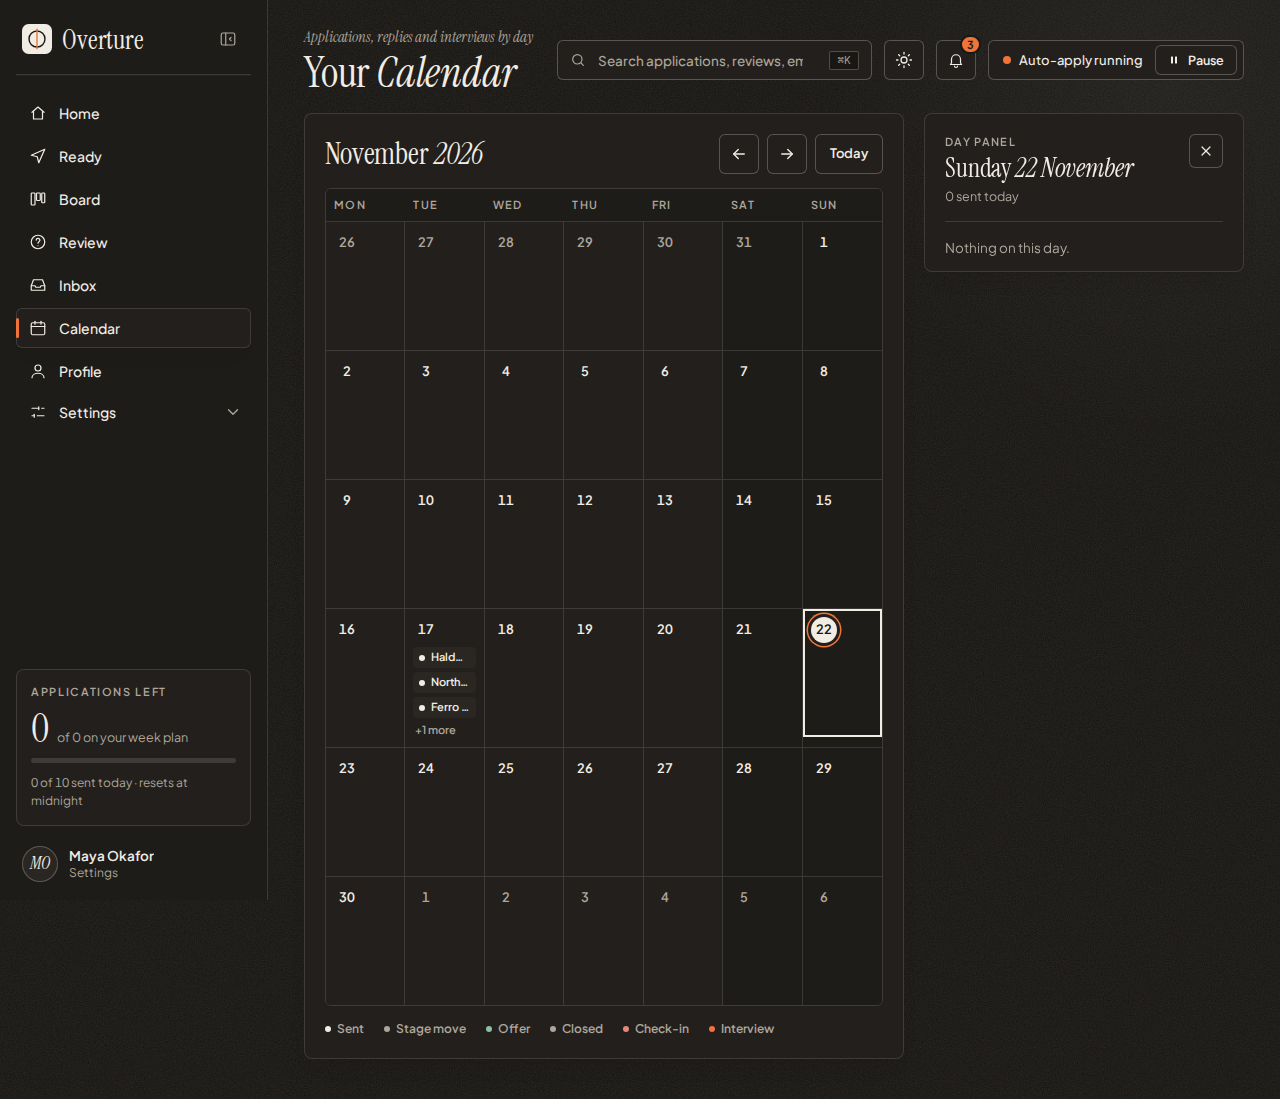 Overture
Home
Ready
Board
Review
Inbox
Calendar
Profile
Settings
APPLICATIONS LEFT
0 of 0 on your week plan
0 of 10 sent today · resets at
midnight
MO
Maya Okafor
Settings
Applications, replies and interviews by day
Your Calendar
Search applications, reviews, em
⌘K
3
Auto-apply running
Pause
November 2026
Today
MON TUE WED THU FRI SAT SUN
26 27 28 29 30 31 1
2 3 4 5 6 7 8
9 10 11 12 13 14 15
16 17 18 19 20 21 22
Hald…
North…
Ferro …
+1 more
23 24 25 26 27 28 29
30 1 2 3 4 5 6
Sent Stage move Offer Closed Check-in Interview
DAY PANEL
Sunday 22 November
0 sent today
Nothing on this day.